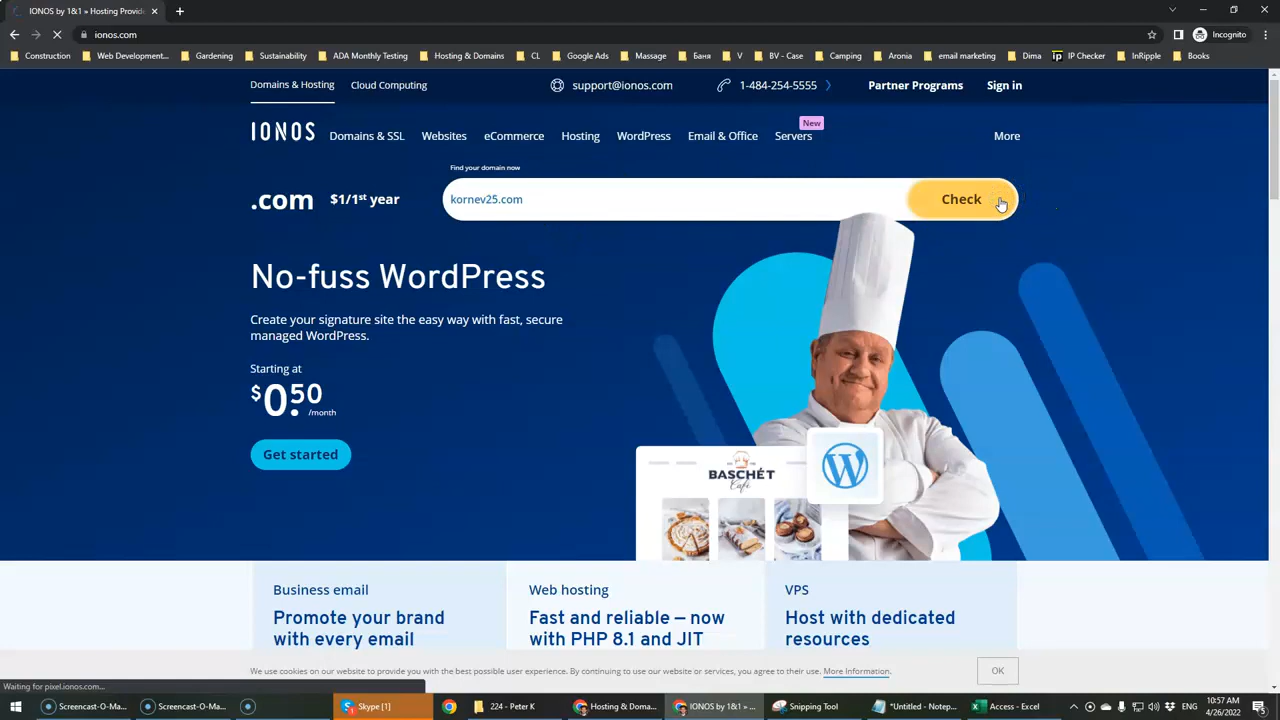 IONOS by 1&1 » Hosting Provid
ionos.com
Incognito
Construction
Web Development...
Gardening
Sustainability
ADA Monthly Testing
Hosting & Domains
CL
Google Ads
Massage
Баня
V
BV - Case
Camping
Aronia
email marketing
Dima
ip
IP Checker
InRipple
Books
Domains & Hosting
Cloud Computing
support@ionos.com
1-484-254-5555
Partner Programs
Sign in
New
IONOS
Domains & SSL
Websites
eCommerce
Hosting
WordPress
Email & Office
Servers
More
Find your domain now
.com
$1/1st year
kornev25.com
Check
No-fuss WordPress
Create your signature site the easy way with fast, secure
managed WordPress.
Starting at
$0.50
/month
Get started
BASCHÉT
Café
W
Business email
Promote your brand
with every email
Web hosting
Fast and reliable – now
with PHP 8.1 and JIT
VPS
Host with dedicated
resources
We use cookies on our website to provide you with the best possible user experience. By continuing to use our website or services, you agree to their use. More Information.
OK
Waiting for pixel.ionos.com...
Screencast-O-Ma...
Screencast-O-Ma...
Skype [1]
224 - Peter K
Hosting & Doma...
IONOS by 1&1 » ...
Snipping Tool
*Untitled - Notep...
Access - Excel
ENG
10:57 AM
4/26/2022